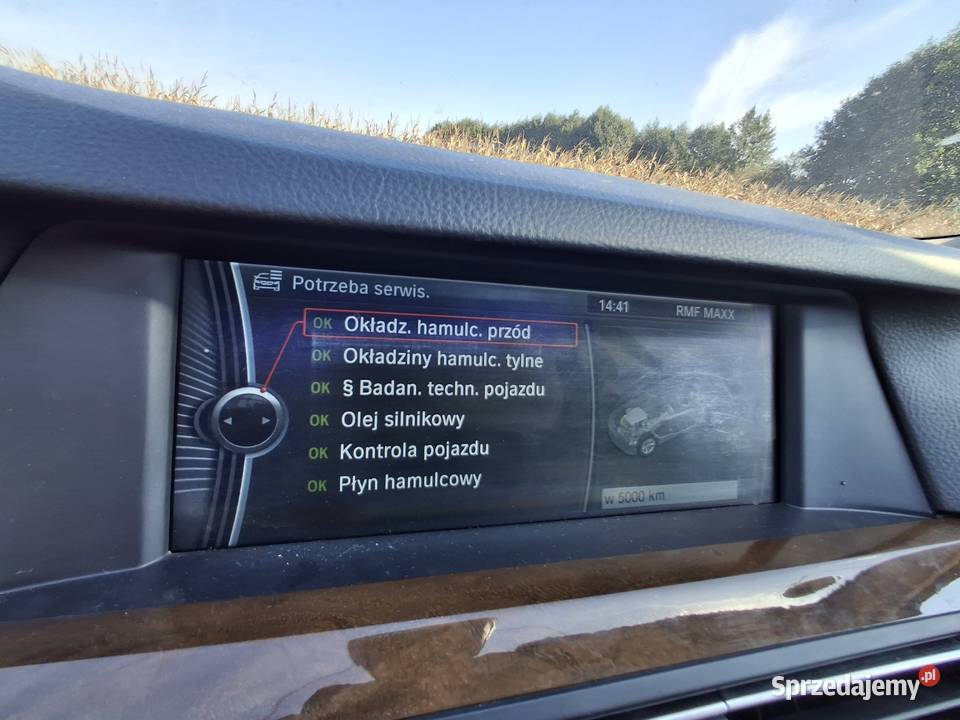 Potrzeba serwis.
14:41 RMF MAXX
OK Okładz. hamulc. przód
OK Okładziny hamulc. tylne
OK § Badan. techn. pojazdu
OK Olej silnikowy
OK Kontrola pojazdu
OK Płyn hamulcowy
w 5000 km
Sprzedajemy.pl